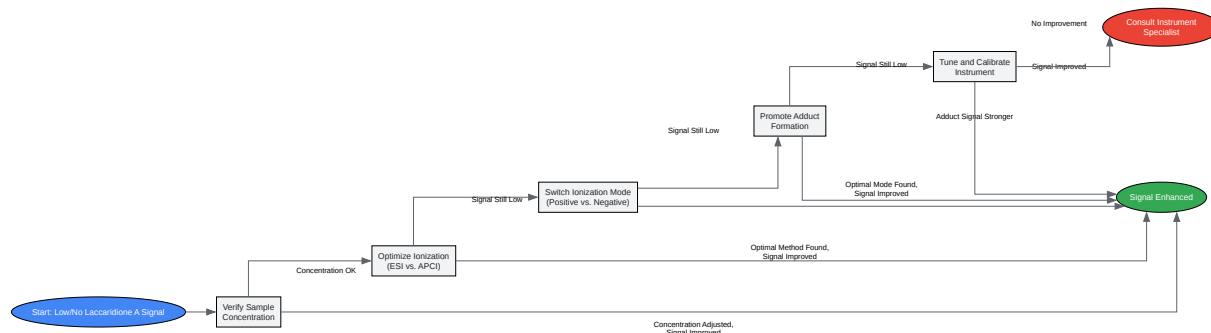 No Improvement
Consult Instrument
Specialist
Signal Still Low
Tune and Calibrate
Instrument
Signal Improved
Promote Adduct
Formation
Adduct Signal Stronger
Signal Still Low
Switch Ionization Mode
(Positive vs. Negative)
Signal Still Low
Optimal Mode Found,
Signal Improved
Signal Enhanced
Optimize Ionization
(ESI vs. APCI)
Optimal Method Found,
Signal Improved
Concentration OK
Start: Low/No Laccaridione A Signal
Verify Sample
Concentration
Concentration Adjusted,
Signal Improved